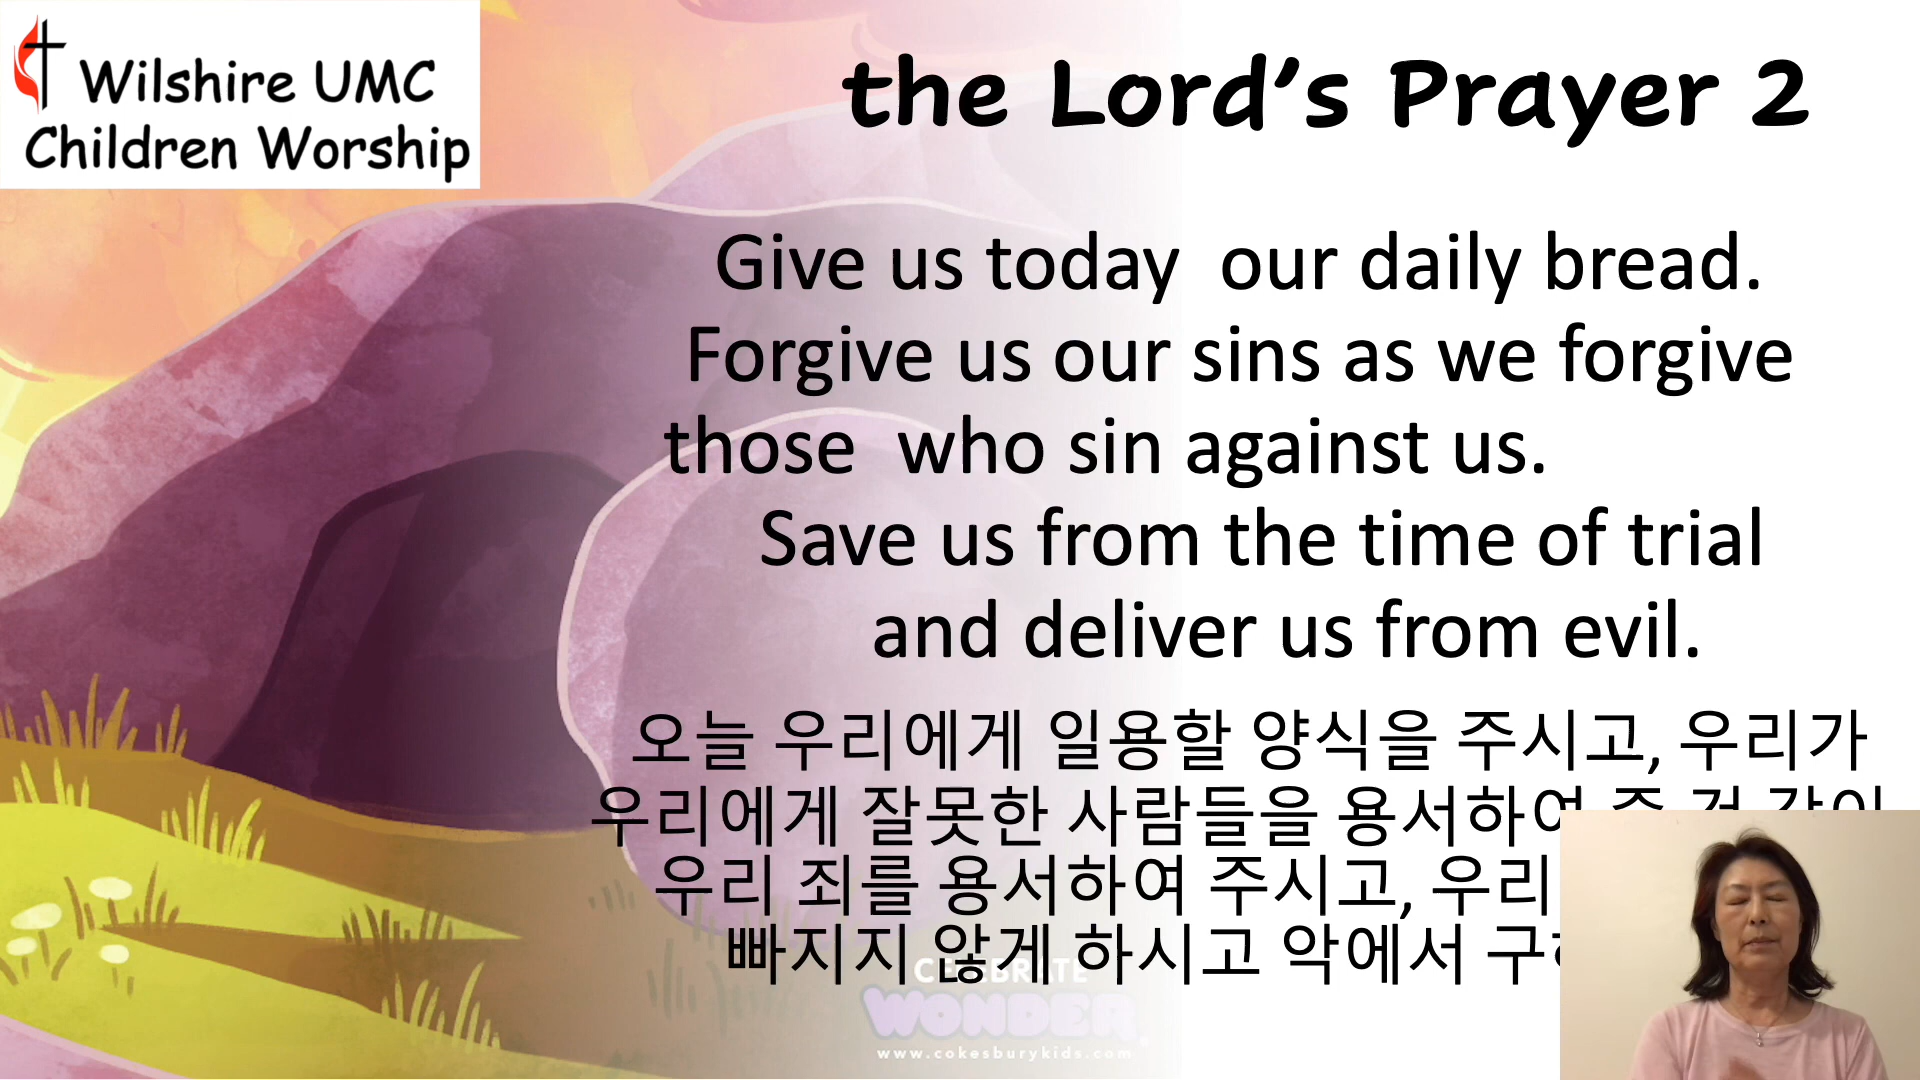 Wilshire UMC
Children Worship
the Lord's Prayer 2
Give us today our daily bread.
Forgive us our sins as we forgive
those who sin against us.
Save us from the time of trial
and deliver us from evil.
오늘 우리에게 일용할 양식을 주시고, 우리가
우리에게 잘못한 사람들을 용서하여
우리 죄를 용서하여 주시고, 우리
빠지지 않게 하시고 악에서
CELEBRATE
WONDER
www.cokesburykids.com